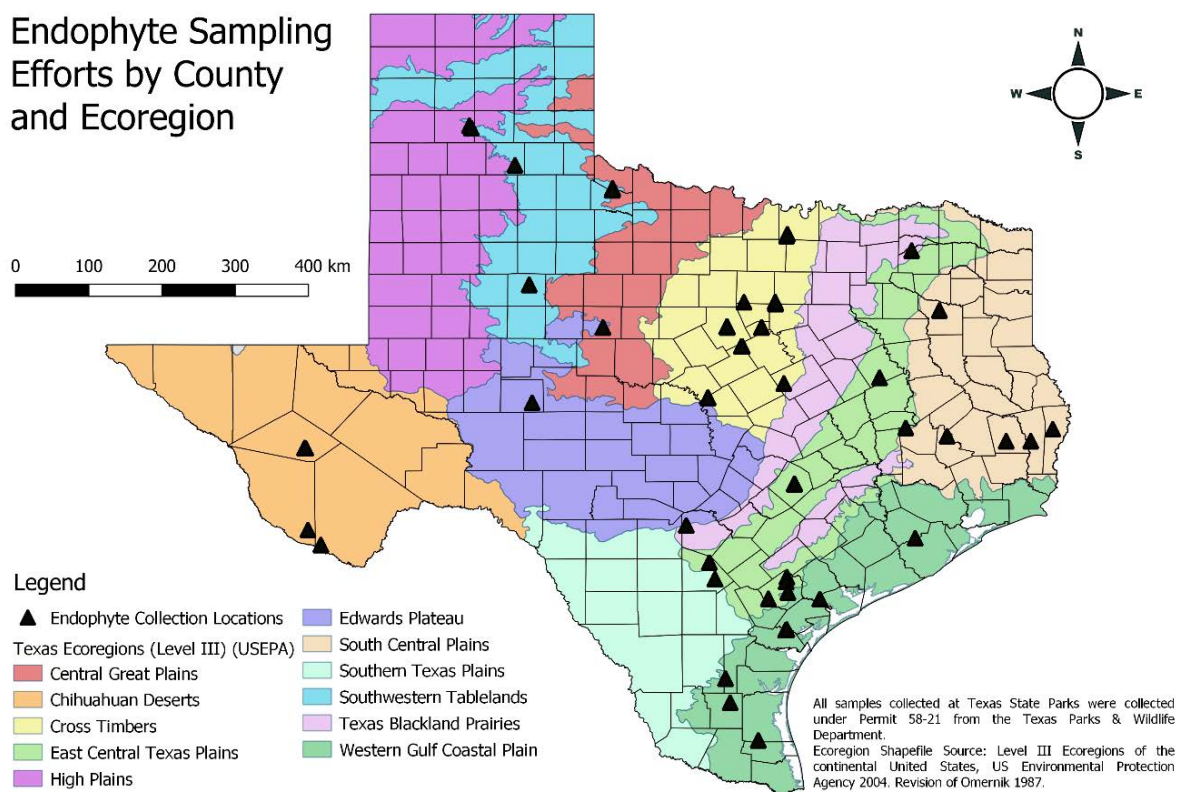 Endophyte Sampling
Efforts by County
and Ecoregion
N
W
E
S
0 100 200 300 400 km
Legend
Endophyte Collection Locations
Texas Ecoregions (Level III) (USEPA)
Central Great Plains
Chihuahuan Deserts
Cross Timbers
East Central Texas Plains
High Plains
Edwards Plateau
South Central Plains
Southern Texas Plains
Southwestern Tablelands
Texas Blackland Prairies
Western Gulf Coastal Plain
All samples collected at Texas State Parks were collected
under Permit 58-21 from the Texas Parks & Wildlife
Department.
Ecoregion Shapefile Source: Level III Ecoregions of the
continental United States, US Environmental Protection
Agency 2004. Revision of Omernik 1987.